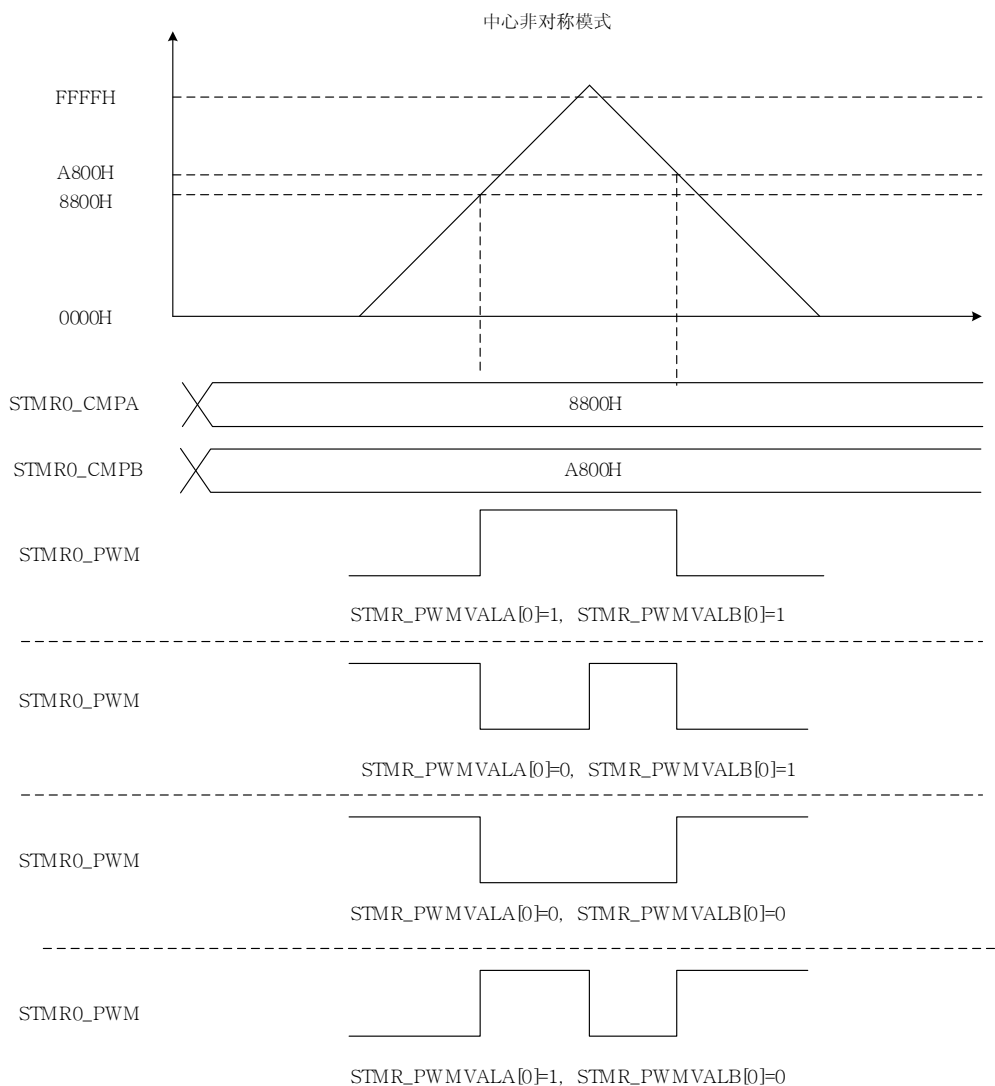 中心非对称模式
FFFFH
A800H
8800H
0000H
STMR0_CMPA
8800H
STMR0_CMPB
A800H
STMR0_PWM
STMR_PWMVALA[0]=1, STMR_PWMVALB[0]=1
STMR0_PWM
STMR_PWMVALA[0]=0, STMR_PWMVALB[0]=1
STMR0_PWM
STMR_PWMVALA[0]=0, STMR_PWMVALB[0]=0
STMR0_PWM
STMR_PWMVALA[0]=1, STMR_PWMVALB[0]=0